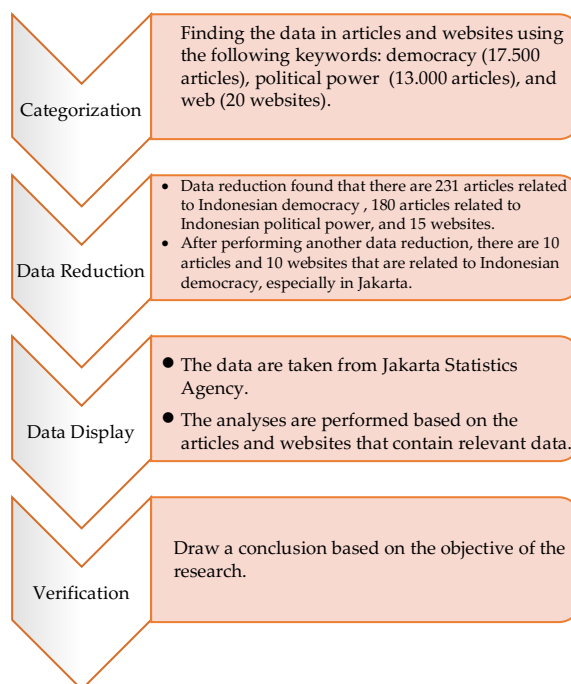 Categorization
Finding the data in articles and websites using
the following keywords: democracy (17.500
articles), political power (13.000 articles), and
web (20 websites).
Data Reduction
• Data reduction found that there are 231 articles related
to Indonesian democracy , 180 articles related to
Indonesian political power, and 15 websites.
• After performing another data reduction, there are 10
articles and 10 websites that are related to Indonesian
democracy, especially in Jakarta.
Data Display
• The data are taken from Jakarta Statistics
Agency.
• The analyses are performed based on the
articles and websites that contain relevant data.
Verification
Draw a conclusion based on the objective of the
research.